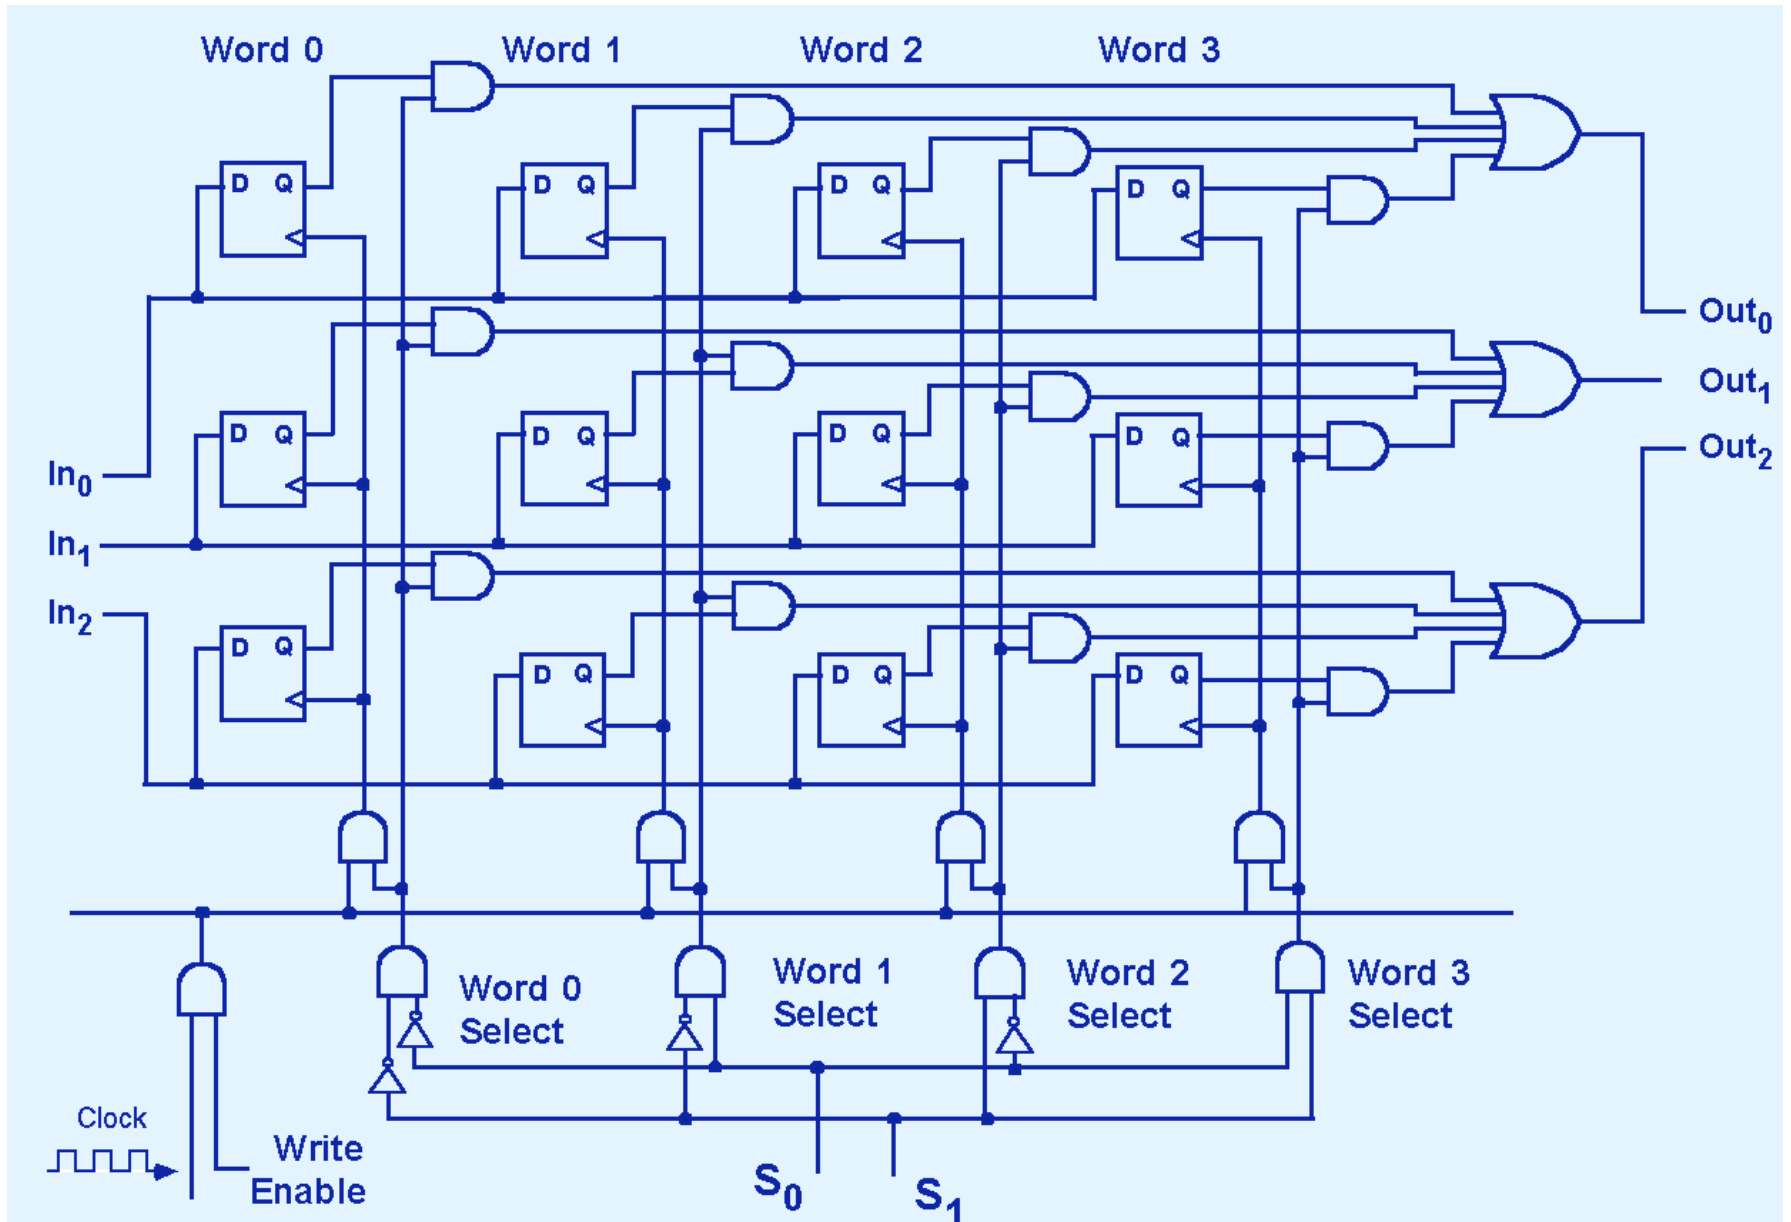 Word 0
Word 1
Word 2
Word 3
D Q
D Q
D Q
D Q
Out0
Out1
D Q
D Q
D Q
D Q
Out2
In0
In1
In2
D Q
D Q
D Q
D Q
Word 0
Select
Word 1
Select
Word 2
Select
Word 3
Select
Clock
Write
Enable
S0
S1